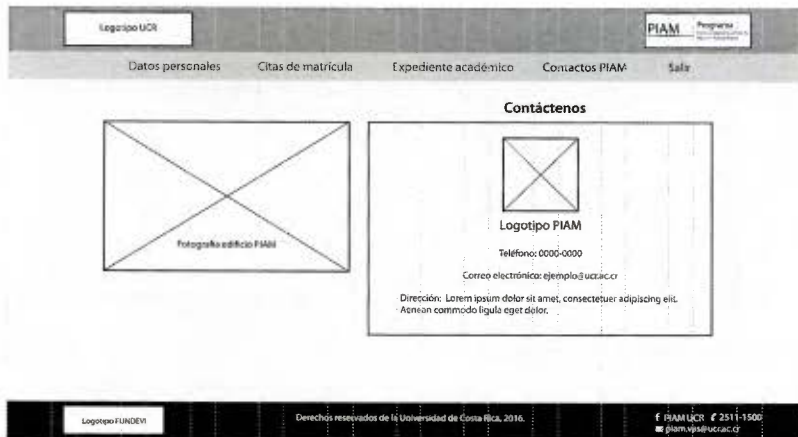 Logotipo UCR
PIAM Programa
Datos personales Citas de matrícula Expediente académico Contactos PIAM Salir
Contáctenos
Fotografía edificio PIAM
Logotipo PIAM
Teléfono: 0000-0000
Correo electrónico: ejemplo@ucr.ac.cr
Dirección: Lorem ipsum dolor sit amet, consectetuer adipiscing elit.
Aenean commodo ligula eget dolor.
Logotipo FUNDEVI
Derechos reservados de la Universidad de Costa Rica, 2016.
f PIAM UCR 2511-1500
piam.vas@ucr.ac.cr